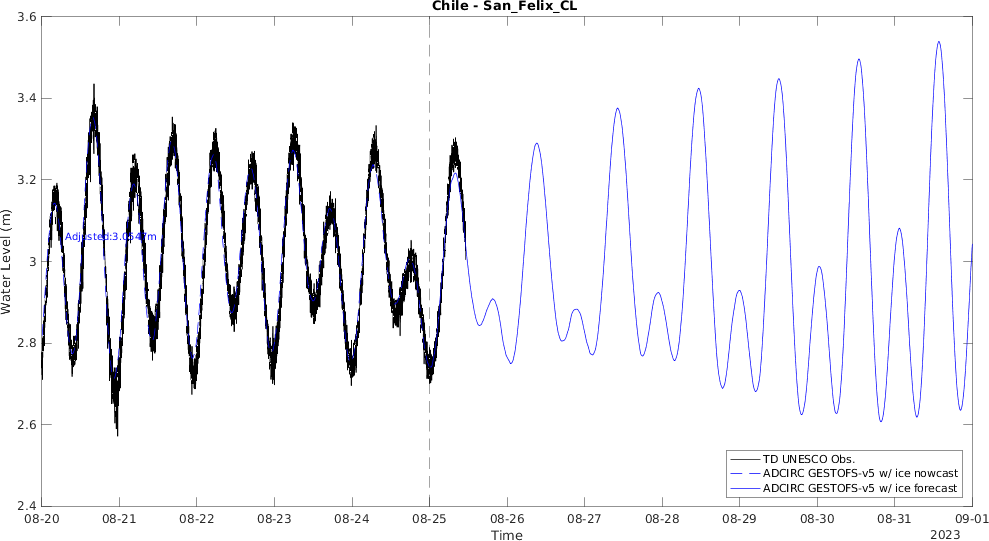 Chile - San_Felix_CL
3.6
3.4
3.2
3
2.8
2.6
2.4
Water Level (m)
Adjusted:3.0547m
TD UNESCO Obs.
ADCIRC GESTOFS-v5 w/ ice nowcast
ADCIRC GESTOFS-v5 w/ ice forecast
08-20 08-21 08-22 08-23 08-24 08-25 08-26 08-27 08-28 08-29 08-30 08-31 09-01
Time
2023